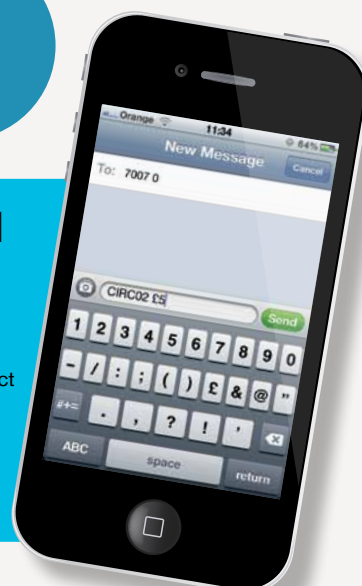 Orange 11:34 84%
New Message Cancel
To: 7007 0
CIRC02 £5 Send
1 2 3 4 5 6 7 8 9 0
- / : ; ( ) £ & @ "
#+= . , ? ! '
ABC space return
ct